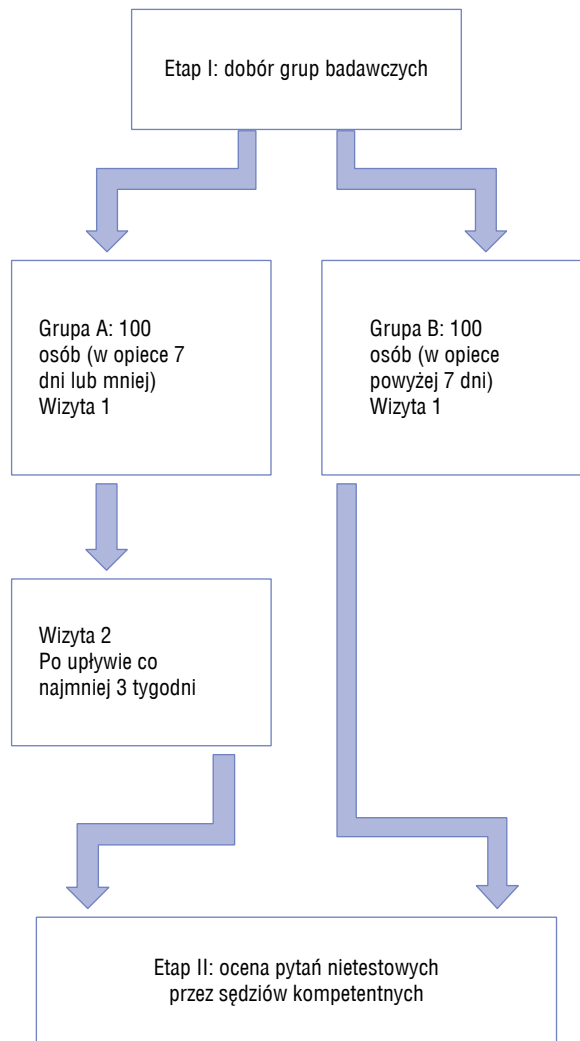 Etap I: dobór grup badawczych
Grupa A: 100
osób (w opiece 7
dni lub mniej)
Wizyta 1
Grupa B: 100
osób (w opiece
powyżej 7 dni)
Wizyta 1
Wizyta 2
Po upływie co
najmniej 3 tygodni
Etap II: ocena pytań nietestowych
przez sędziów kompetentnych